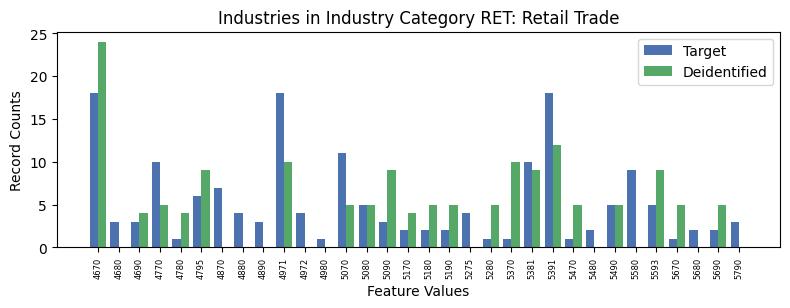 Industries in Industry Category RET: Retail Trade
Target
Deidentified
Record Counts
25
20
15
10
5
0
4670 4680 4690 4770 4780 4795 4870 4880 4890 4971 4972 4980 5070 5080 5090 5170 5180 5190 5275 5280 5370 5381 5391 5470 5480 5490 5580 5593 5670 5680 5690 5790
Feature Values